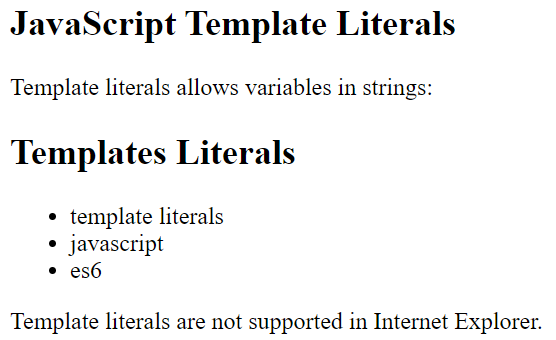 JavaScript Template Literals
Template literals allows variables in strings:
Templates Literals
• template literals
• javascript
• es6
Template literals are not supported in Internet Explorer.